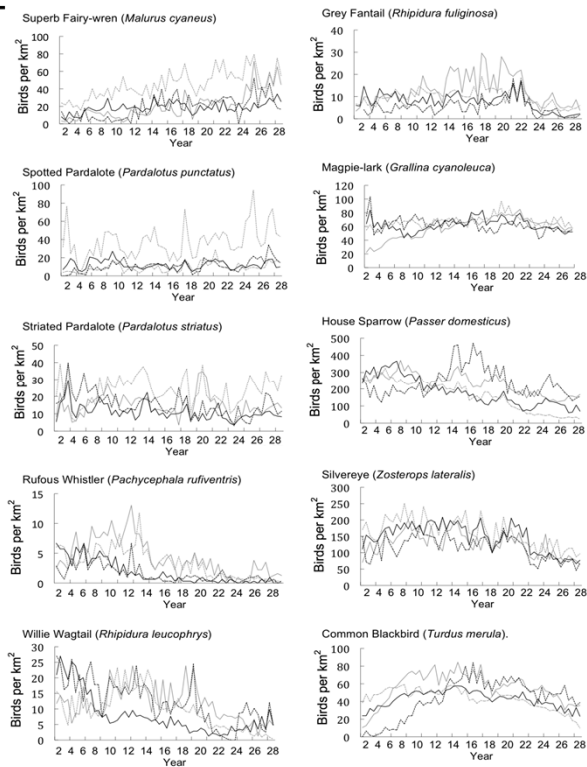 Superb Fairy-wren (Malurus cyaneus)
Birds per km2
100
80
60
40
20
0
2 4 6 8 10 12 14 16 18 20 22 24 26 28
Year
Spotted Pardalote (Pardalotus punctatus)
Birds per km2
100
80
60
40
20
0
2 4 6 8 10 12 14 16 18 20 22 24 26 28
Year
Striated Pardalote (Pardalotus striatus)
Birds per km2
50
40
30
20
10
0
2 4 6 8 10 12 14 16 18 20 22 24 26 28
Year
Rufous Whistler (Pachycephala rufiventris)
Birds per km2
15
10
5
0
2 4 6 8 10 12 14 16 18 20 22 24 26 28
Year
Willie Wagtail (Rhipidura leucophrys)
Birds per km2
30
25
20
15
10
5
0
2 4 6 8 10 12 14 16 18 20 22 24 26 28
Year
Grey Fantail (Rhipidura fuliginosa)
Birds per km2
40
30
20
10
0
2 4 6 8 10 12 14 16 18 20 22 24 26 28
Year
Magpie-lark (Grallina cyanoleuca)
Birds per km2
120
100
80
60
40
20
0
2 4 6 8 10 12 14 16 18 20 22 24 26 28
Year
House Sparrow (Passer domesticus)
Birds per km2
500
400
300
200
100
0
2 4 6 8 10 12 14 16 18 20 22 24 26 28
Year
Silvereye (Zosterops lateralis)
Birds per km2
300
250
200
150
100
50
0
2 4 6 8 10 12 14 16 18 20 22 24 26 28
Year
Common Blackbird (Turdus merula).
Birds per km2
100
80
60
40
20
0
2 4 6 8 10 12 14 16 18 20 22 24 26 28
Year